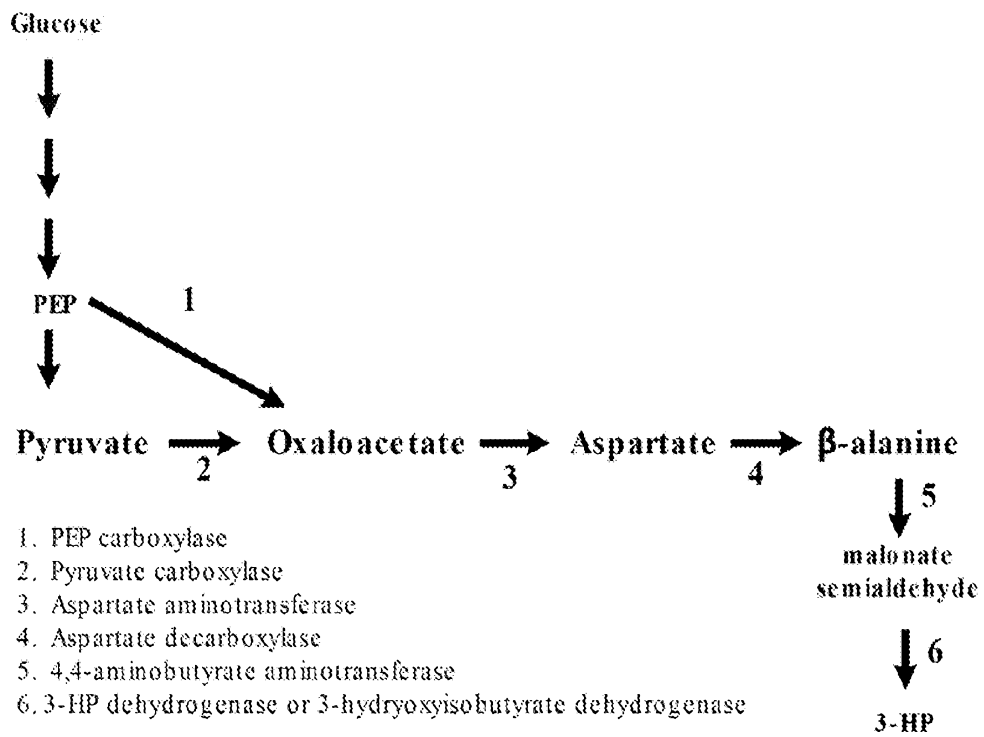 Glucose
PEP
1
Pyruvate
2
Oxaloacetate
3
Aspartate
4
β-alanine
5
malonate
semialdehyde
6
3-HP
1. PEP carboxylase
2. Pyruvate carboxylase
3. Aspartate aminotransferase
4. Aspartate decarboxylase
5. 4,4-aminobutyrate aminotransferase
6. 3-HP dehydrogenase or 3-hydryoxyisobutyrate dehydrogenase